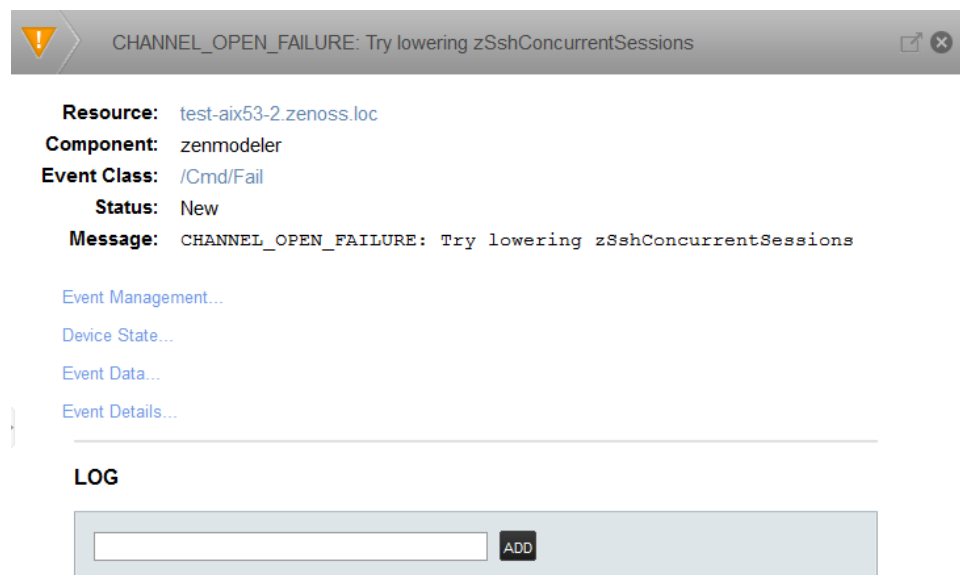 CHANNEL_OPEN_FAILURE: Try lowering zSshConcurrentSessions
Resource: test-aix53-2.zenoss.loc
Component: zenmodeler
Event Class: /Cmd/Fail
Status: New
Message: CHANNEL_OPEN_FAILURE: Try lowering zSshConcurrentSessions
Event Management...
Device State...
Event Data...
Event Details...
LOG
ADD